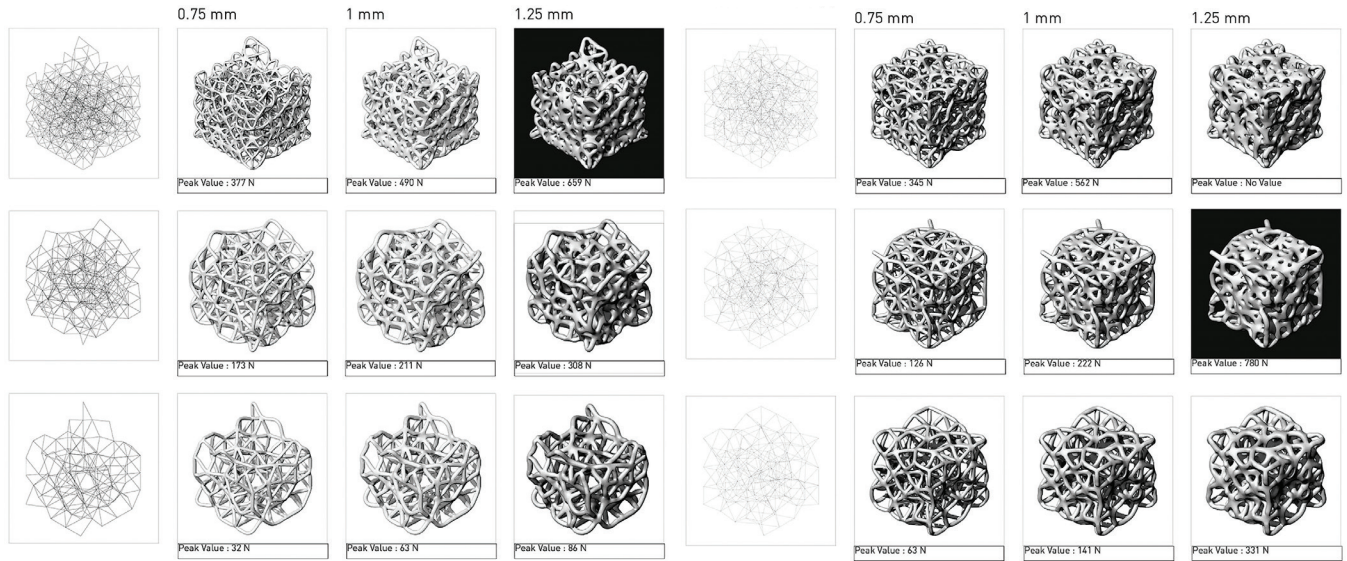 0.75 mm 1 mm 1.25 mm 0.75 mm 1 mm 1.25 mm
Peak Value : 377 N Peak Value : 490 N Peak Value : 659 N Peak Value : 345 N Peak Value : 562 N Peak Value : No Value
Peak Value : 173 N Peak Value : 211 N Peak Value : 308 N Peak Value : 126 N Peak Value : 222 N Peak Value : 780 N
Peak Value : 32 N Peak Value : 63 N Peak Value : 86 N Peak Value : 63 N Peak Value : 141 N Peak Value : 331 N